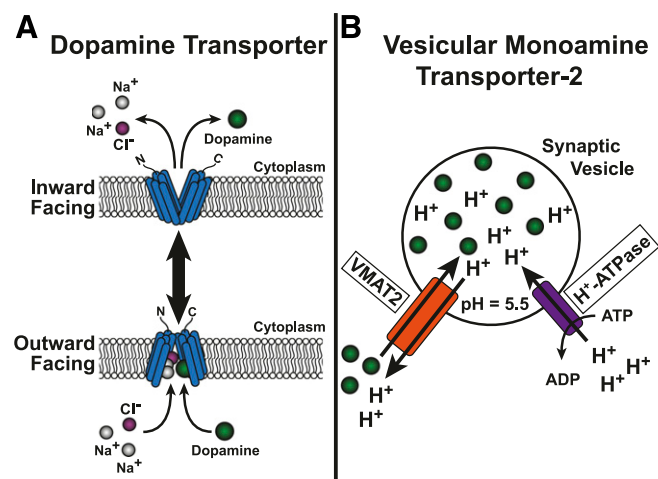 A
Dopamine Transporter
Na+
Na+
Cl-
Dopamine
N
C
Cytoplasm
Inward
Facing
N
C
Cytoplasm
Outward
Facing
Cl-
Na+
Na+
Dopamine
B
Vesicular Monoamine
Transporter-2
Synaptic
Vesicle
H+
H+
H+
H+
H+
H+
VMAT2
pH = 5.5
H+-ATPase
ATP
ADP
H+
H+
H+
H+
H+